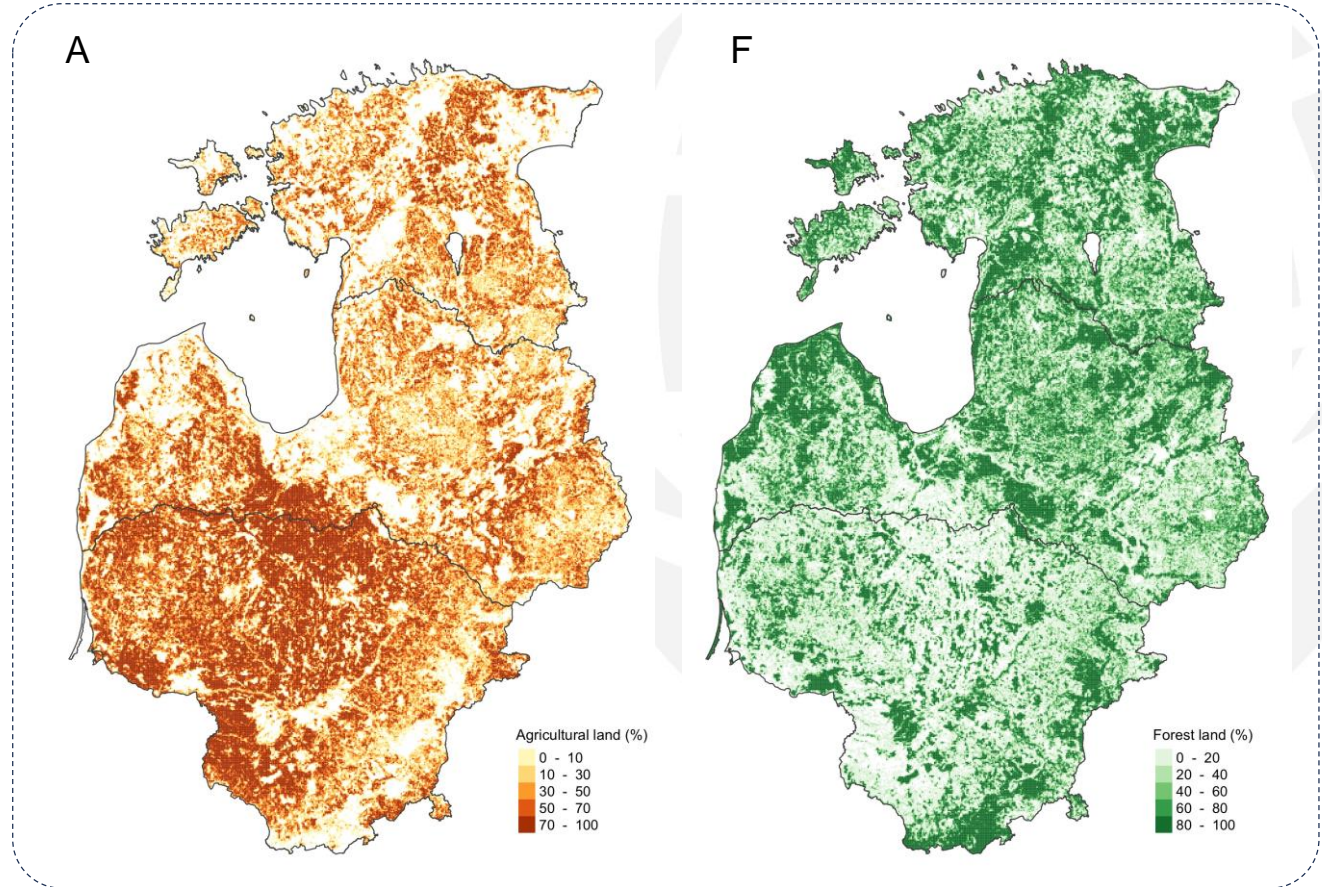 A
F
Agricultural land (%)
0 - 10
10 - 30
30 - 50
50 - 70
70 - 100
Forest land (%)
0 - 20
20 - 40
40 - 60
60 - 80
80 - 100